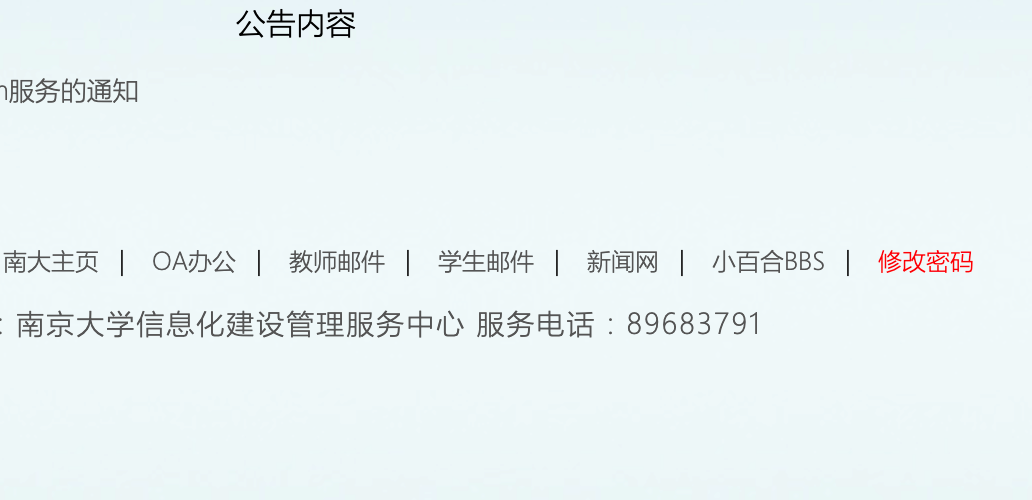 公告内容
服务的通知
南大主页 | OA办公 | 教师邮件 | 学生邮件 | 新闻网 | 小百合BBS | 修改密码
: 南京大学信息化建设管理服务中心 服务电话：89683791